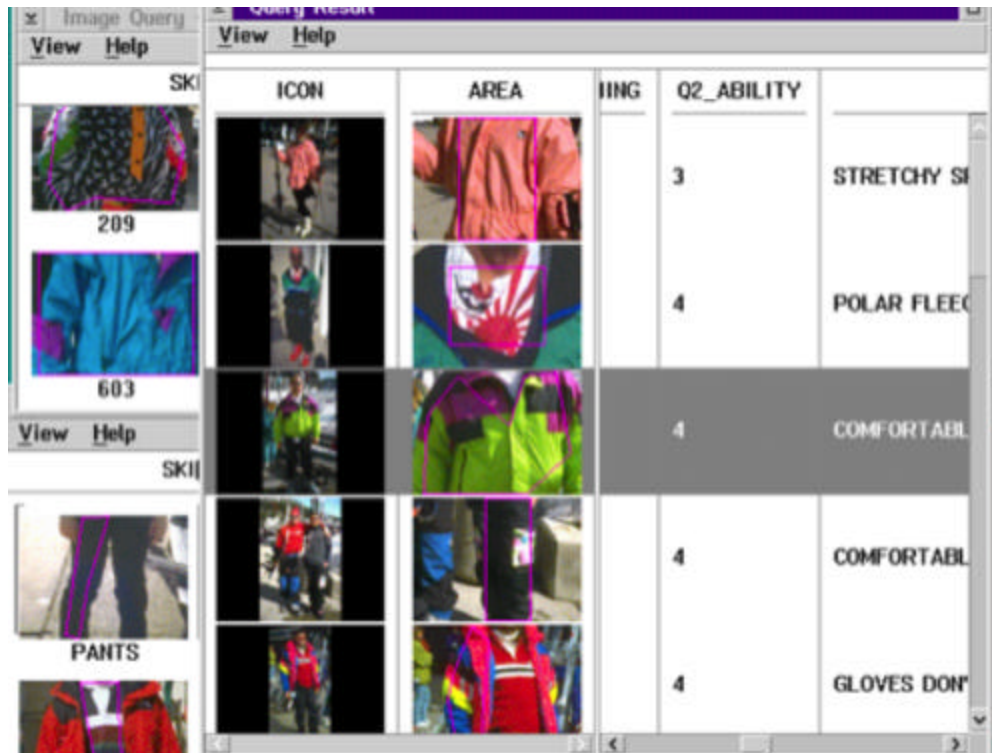 Image Query
View Help
SKI
209
603
View Help
SKI
PANTS
Query Result
View Help
ICON AREA IING Q2_ABILITY
3 STRETCHY S
4 POLAR FLEE
4 COMFORTABL
4 COMFORTABL
4 GLOVES DON'